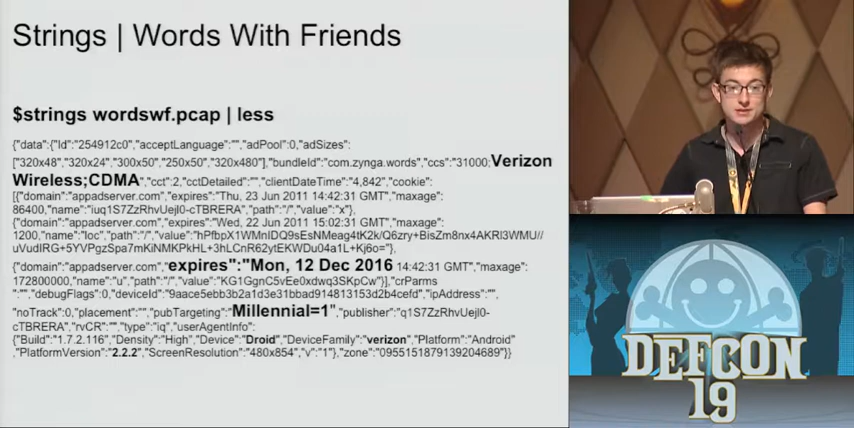 Strings | Words With Friends
$strings wordswf.pcap | less
{"data":{"Id":"254912c0","acceptLanguage":"","adPool":0,"adSizes":
["320x48","320x24","300x50","250x50","320x480"],"bundleId":"com.zynga.words","ccs":"31000;Verizon
Wireless;CDMA","cct":2,"cctDetailed":"","clientDateTime":"4,842","cookie":
[{"domain":"appadserver.com","expires":"Thu, 23 Jun 2011 14:42:31 GMT","maxage":
86400,"name":"iuq1S7ZzRhvUejl0-cTBRERA","path":"/","value":"x"},
{"domain":"appadserver.com","expires":"Wed, 22 Jun 2011 15:02:31 GMT","maxage":
1200,"name":"loc","path":"/","value":"hPfbpX1WMnIDQ9sEsNMeag4tK2k/Q6zry+BisZm8nx4AKRl3WMU//
uVudIRG+5YVPgzSpa7mKiNMKPkHL+3hLCnR62ytEKWDu04a1L+Kj6o="},
{"domain":"appadserver.com","expires":"Mon, 12 Dec 2016 14:42:31 GMT","maxage":
172800000,"name":"u","path":"/","value":"KG1GgnC5vEe0xdwq3SKpCw"}],"crParms
":"","debugFlags":0,"deviceId":"9aace5ebb3b2a1d3e31bbad914813153d2b4cefd","ipAddress":"",
"noTrack":0,"placement":"","pubTargeting":"Millennial=1","publisher":"q1S7ZzRhvUejl0-
cTBRERA","rvCR":"","type":"iq","userAgentInfo":
{"Build":"1.7.2.116","Density":"High","Device":"Droid","DeviceFamily":"verizon","Platform":"Android"
,"PlatformVersion":"2.2.2","ScreenResolution":"480x854","v":"1"},"zone":"0955151879139204689"}}
DEFCON
19